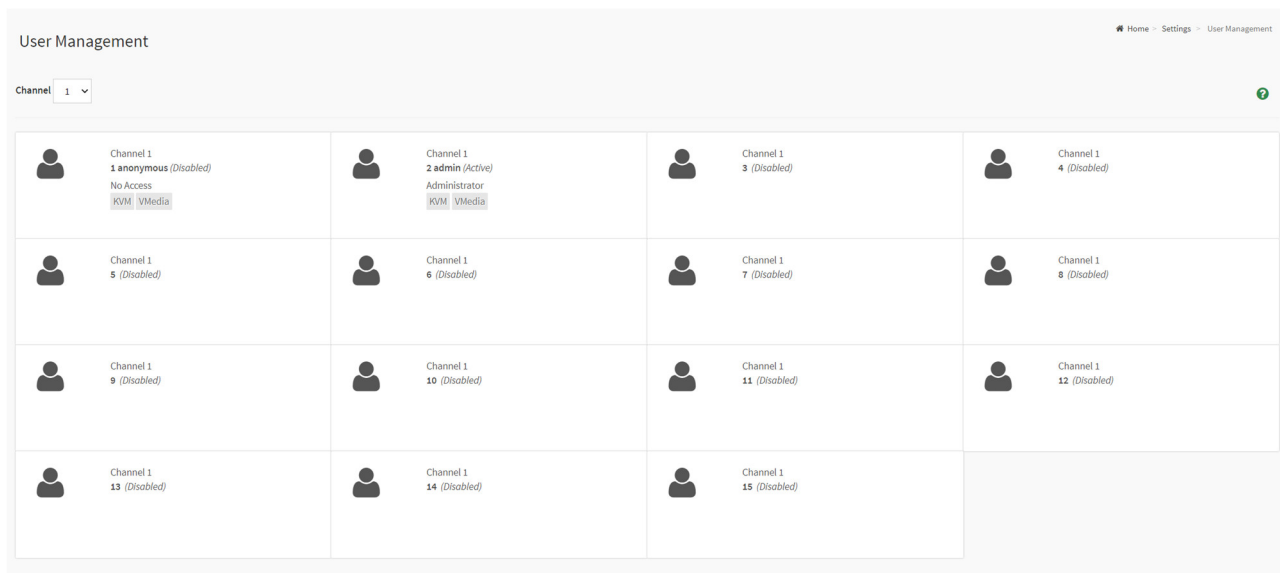 Home > Settings > User Management
User Management
Channel 1
Channel 1
1 anonymous (Disabled)
No Access
KVM VMedia
Channel 1
2 admin (Active)
Administrator
KVM VMedia
Channel 1
3 (Disabled)
Channel 1
4 (Disabled)
Channel 1
5 (Disabled)
Channel 1
6 (Disabled)
Channel 1
7 (Disabled)
Channel 1
8 (Disabled)
Channel 1
9 (Disabled)
Channel 1
10 (Disabled)
Channel 1
11 (Disabled)
Channel 1
12 (Disabled)
Channel 1
13 (Disabled)
Channel 1
14 (Disabled)
Channel 1
15 (Disabled)